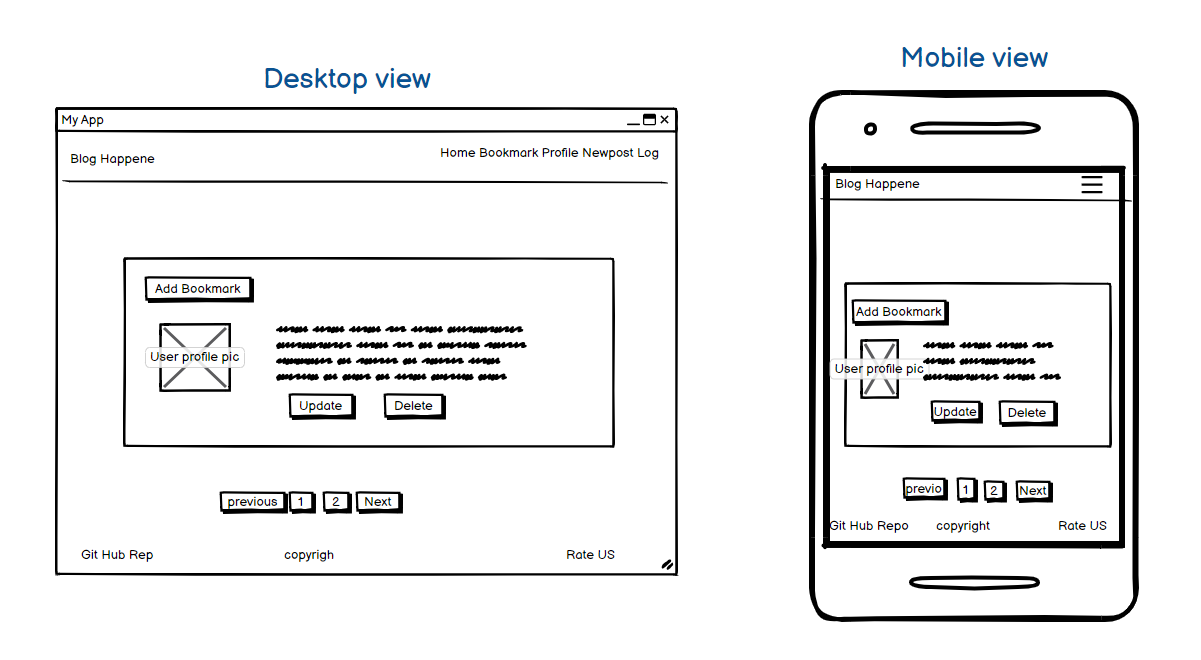 Desktop view
My App
Blog Happene
Home Bookmark Profile Newpost Log
Add Bookmark
User profile pic
Update
Delete
previous
1
2
Next
Git Hub Rep
copyrigh
Rate US
Mobile view
Blog Happene
Add Bookmark
User profile pic
Update
Delete
previo
1
2
Next
Git Hub Repo
copyright
Rate US